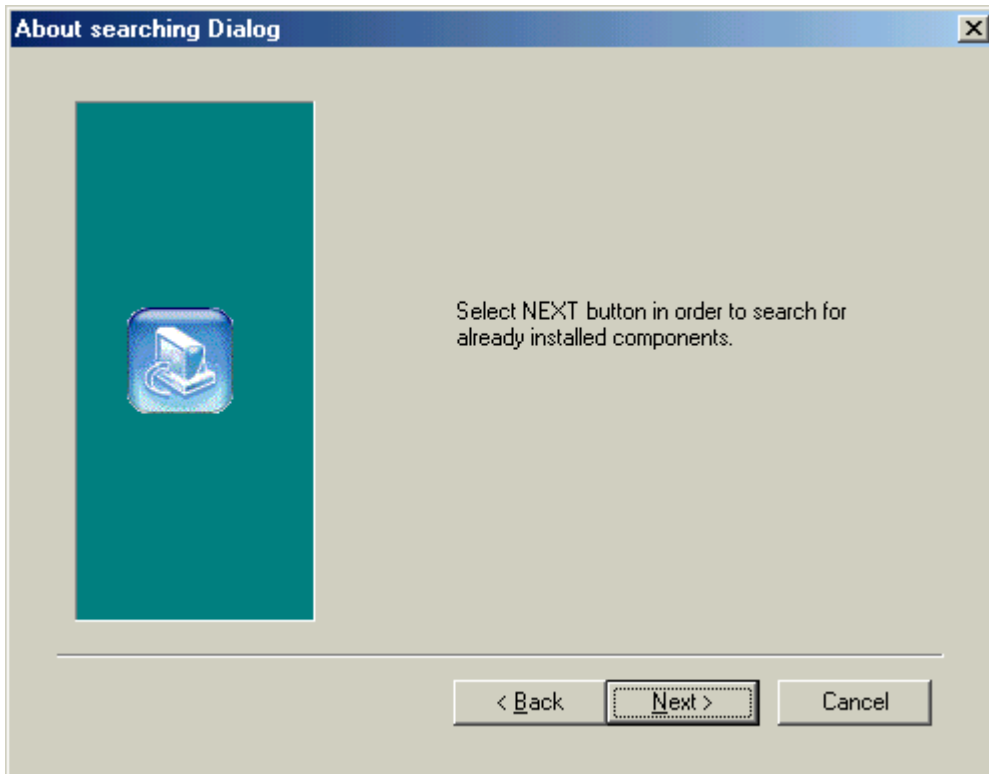 About searching Dialog
Select NEXT button in order to search for
already installed components.
< Back
Next >
Cancel